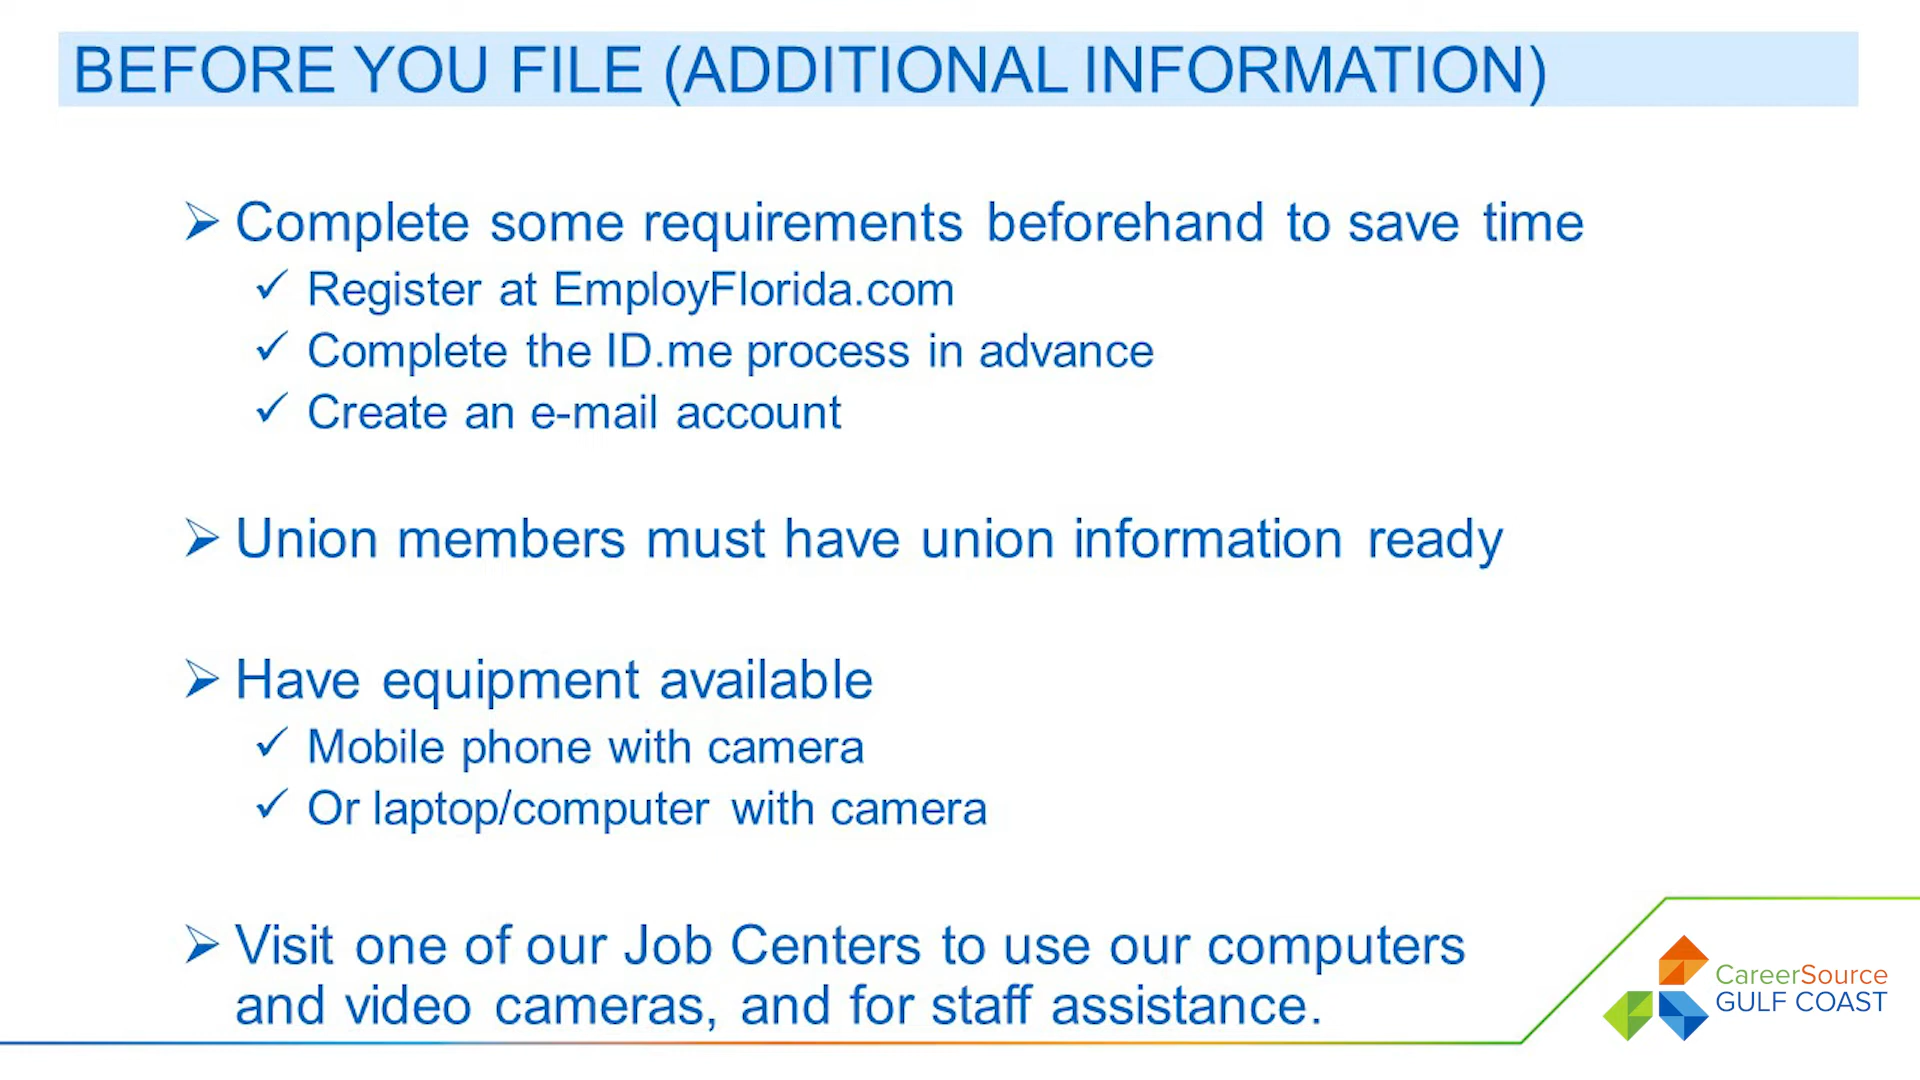 BEFORE YOU FILE (ADDITIONAL INFORMATION)
Complete some requirements beforehand to save time
Register at EmployFlorida.com
Complete the ID.me process in advance
Create an e-mail account
Union members must have union information ready
Have equipment available
Mobile phone with camera
Or laptop/computer with camera
Visit one of our Job Centers to use our computers
and video cameras, and for staff assistance.
CareerSource
GULF COAST